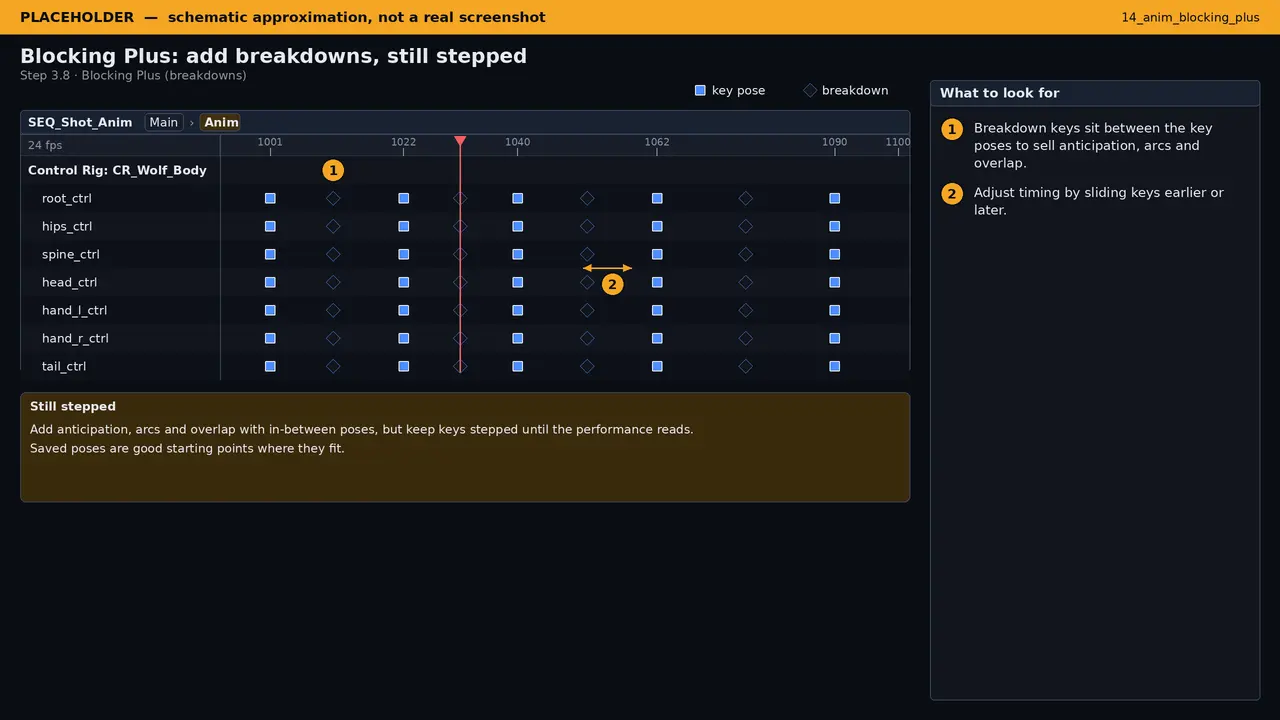 PLACEHOLDER — schematic approximation, not a real screenshot
14_anim_blocking_plus
Blocking Plus: add breakdowns, still stepped
Step 3.8 · Blocking Plus (breakdowns)
key pose
breakdown
SEQ_Shot_Anim Main › Anim
24 fps
1001 1022 1040 1062 1090 1100
Control Rig: CR_Wolf_Body
1
root_ctrl
hips_ctrl
spine_ctrl
head_ctrl
2
hand_l_ctrl
hand_r_ctrl
tail_ctrl
Still stepped
Add anticipation, arcs and overlap with in-between poses, but keep keys stepped until the performance reads.
Saved poses are good starting points where they fit.
What to look for
1 Breakdown keys sit between the key
poses to sell anticipation, arcs and
overlap.
2 Adjust timing by sliding keys earlier or
later.